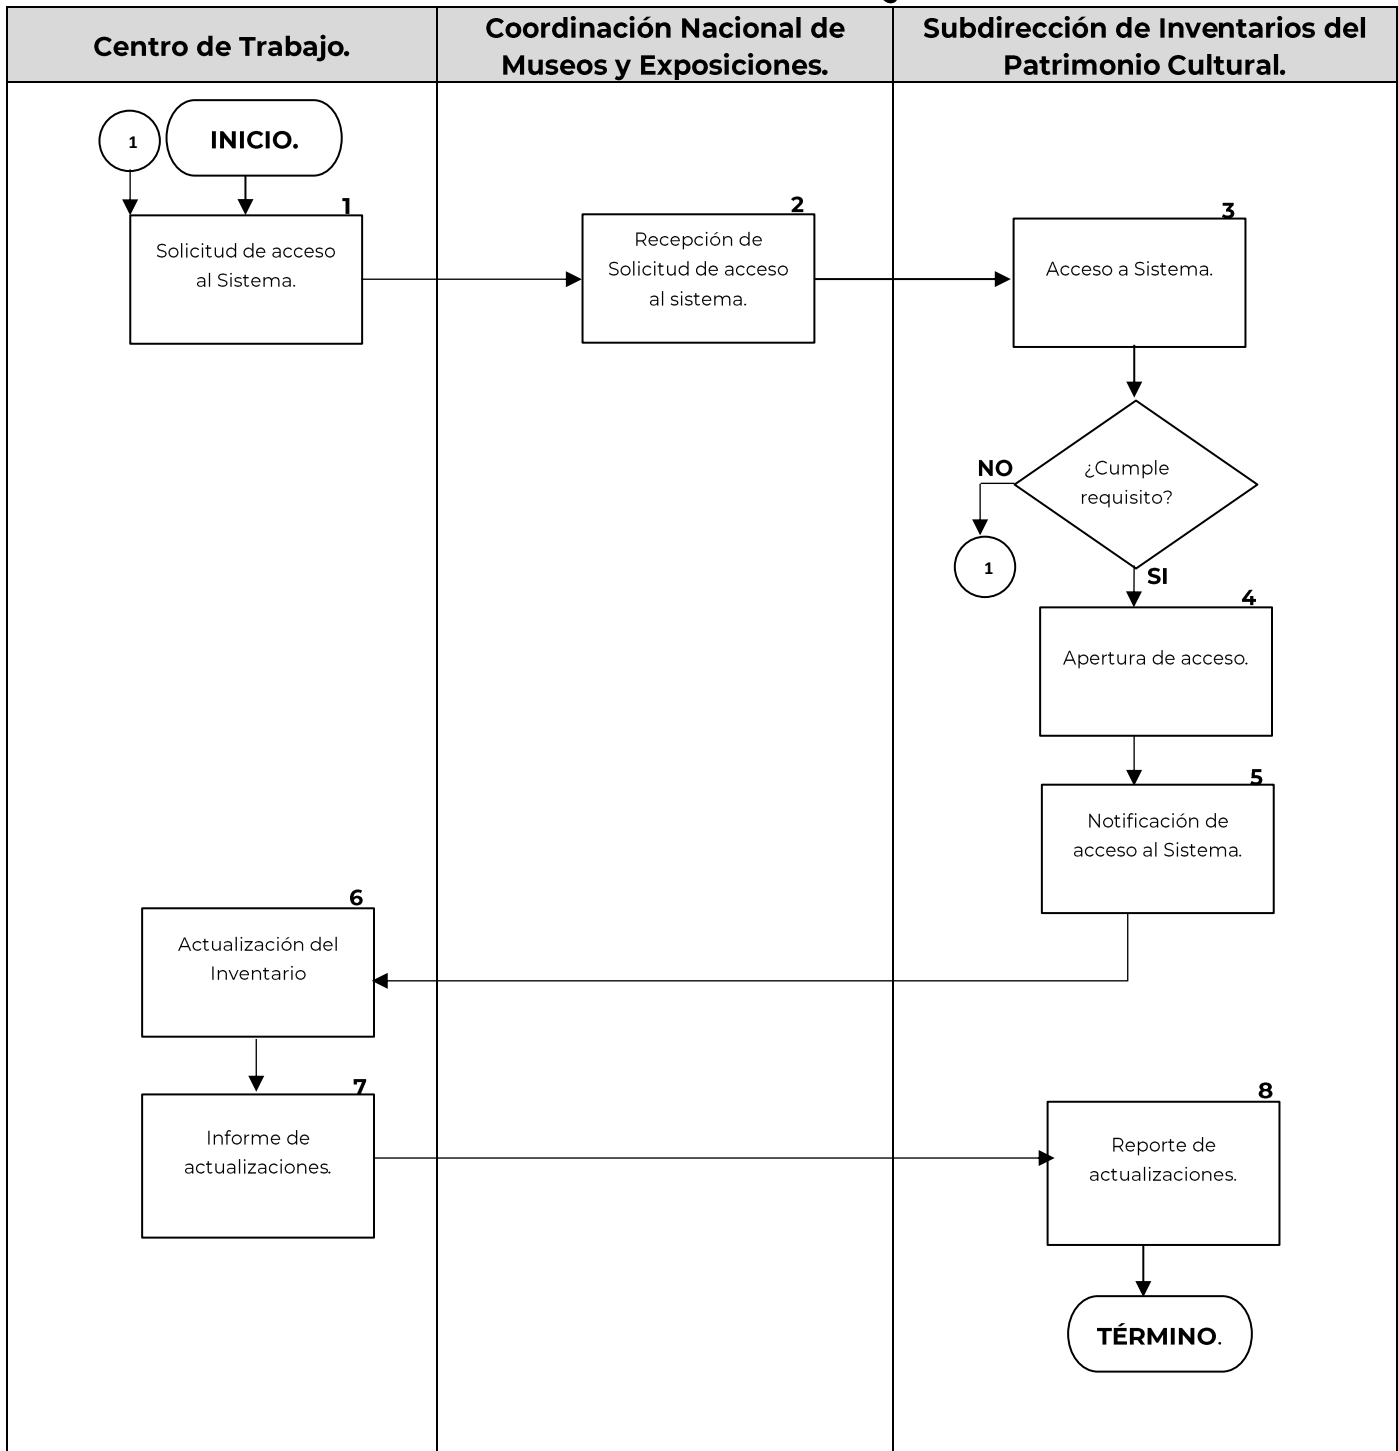 Centro de Trabajo.
Coordinación Nacional de
Museos y Exposiciones.
Subdirección de Inventarios del
Patrimonio Cultural.
1
INICIO.
1
Solicitud de acceso
al Sistema.
2
Recepción de
Solicitud de acceso
al sistema.
3
Acceso a Sistema.
¿Cumple
requisito?
NO
1
SI
4
Apertura de acceso.
5
Notificación de
acceso al Sistema.
6
Actualización del
Inventario
7
Informe de
actualizaciones.
8
Reporte de
actualizaciones.
TÉRMINO.